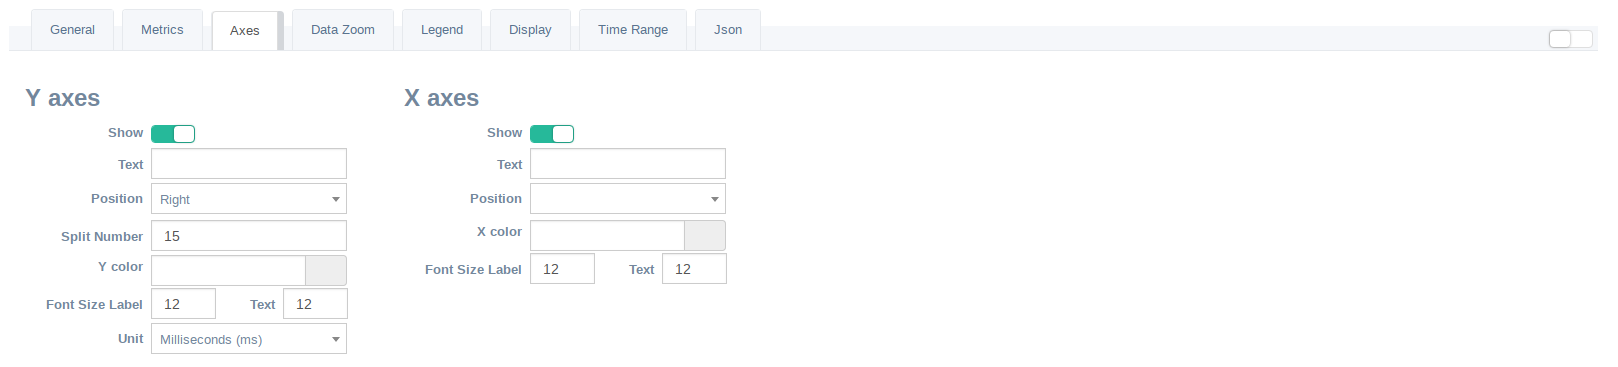 General Metrics Axes Data Zoom Legend Display Time Range Json
Y axes
Show
Text
Position Right
Split Number 15
Y color
Font Size Label 12 Text 12
Unit Milliseconds (ms)
X axes
Show
Text
Position
X color
Font Size Label 12 Text 12